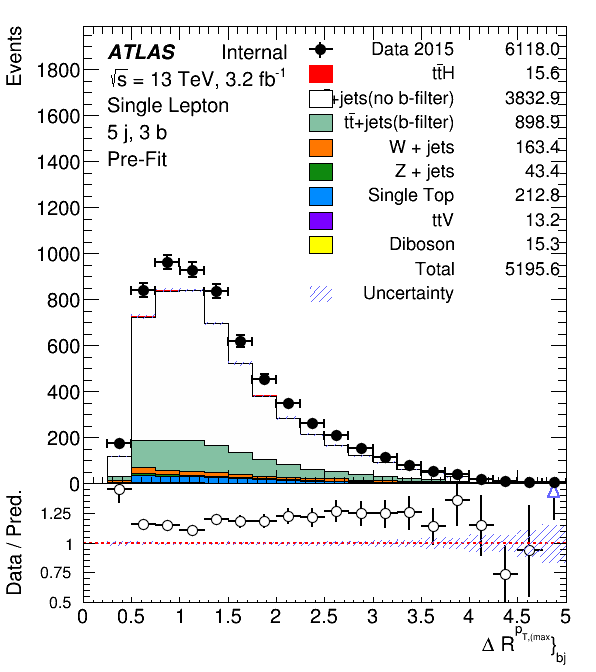 Events
ATLAS Internal
√s = 13 TeV, 3.2 fb-1
Single Lepton
5 j, 3 b
Pre-Fit
Data 2015 6118.0
tt̄H 15.6
+jets(no b-filter) 3832.9
tt̄+jets(b-filter) 898.9
W + jets 163.4
Z + jets 43.4
Single Top 212.8
ttV 13.2
Diboson 15.3
Total 5195.6
Uncertainty
1800
1600
1400
1200
1000
800
600
400
200
0
Data / Pred.
1.25
1
0.75
0.5
0 0.5 1 1.5 2 2.5 3 3.5 4 4.5 5
Δ R^{p_{T,(max}}}_{bj}